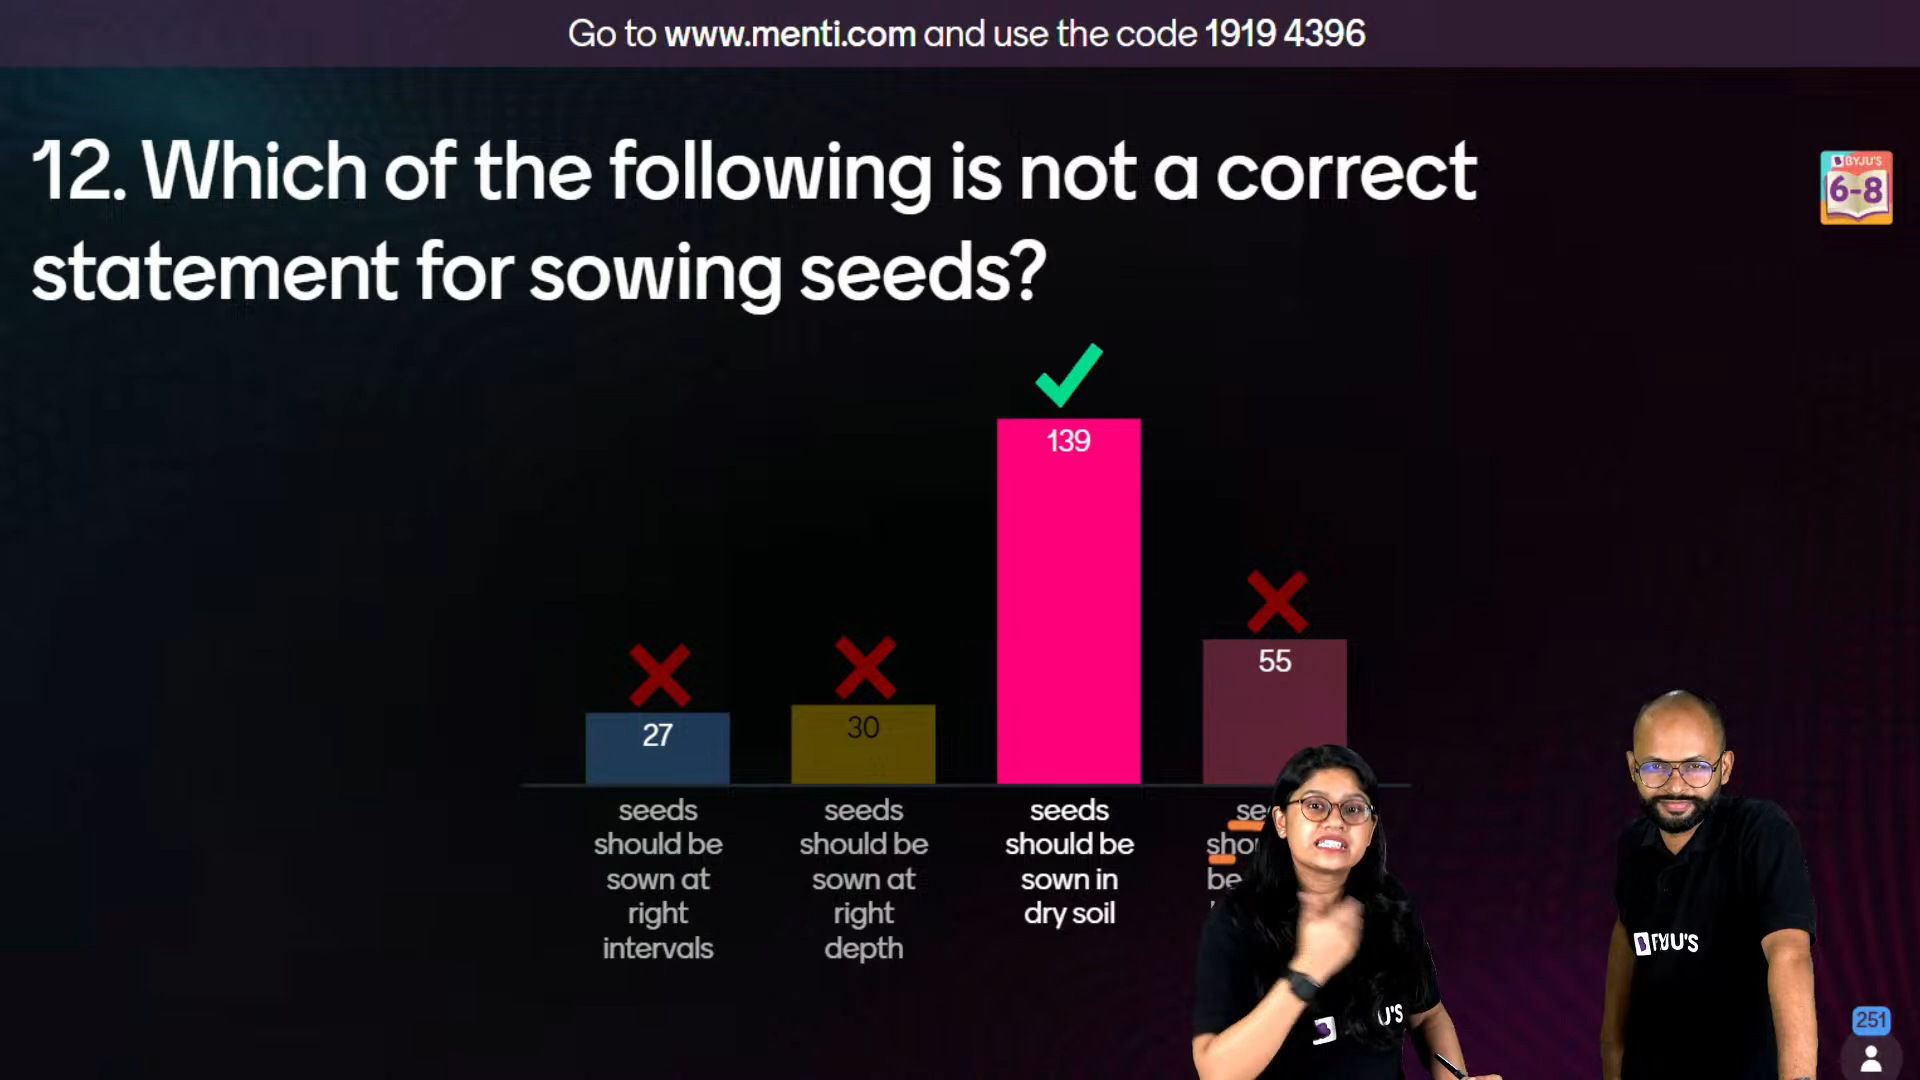 Go to www.menti.com and use the code 1919 4396
12. Which of the following is not a correct
statement for sowing seeds?
BYJU'S
6-8
139
55
27
30
seeds
should be
sown at
right
intervals
seeds
should be
sown at
right
depth
seeds
should be
sown in
dry soil
be
BYJU'S
U'S
251